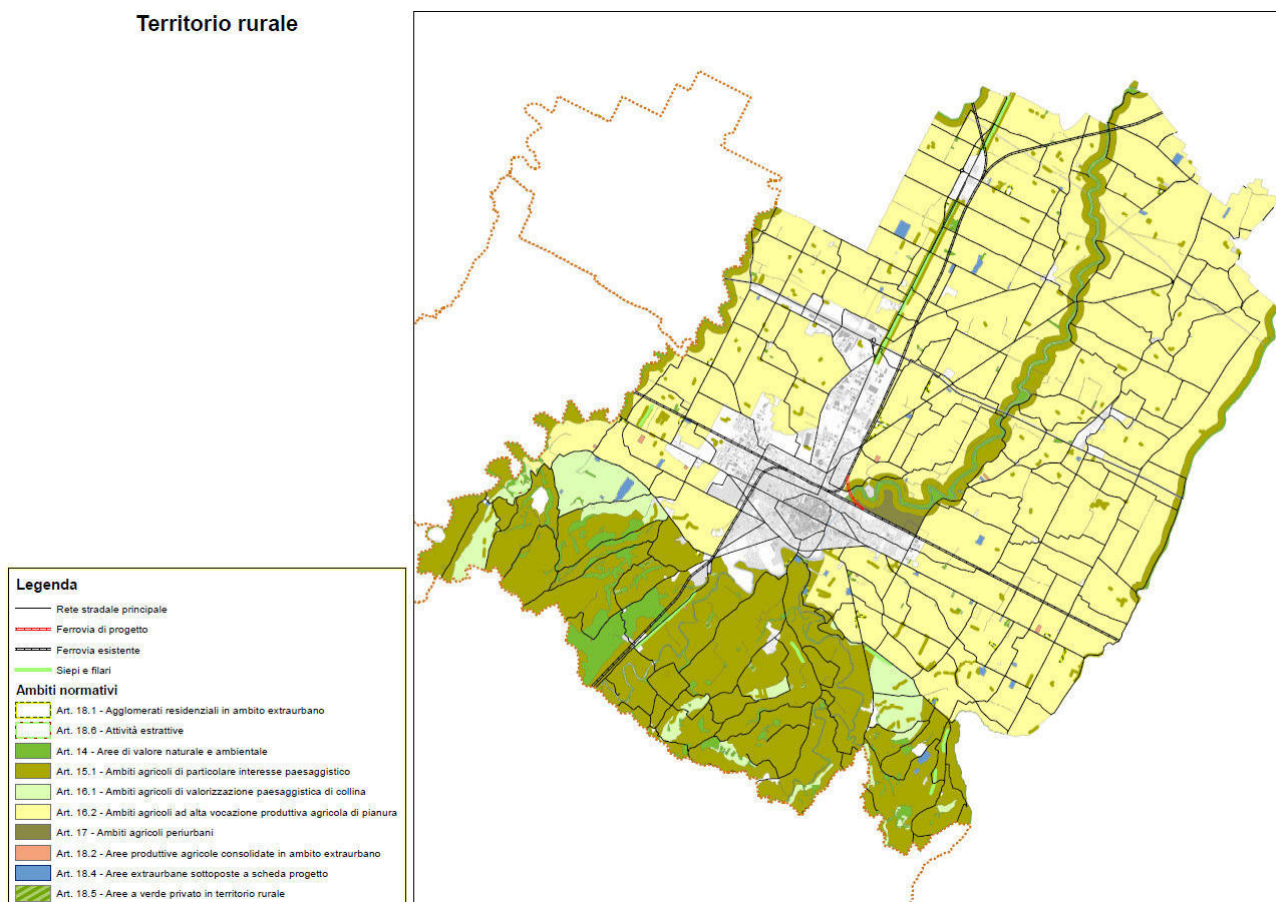 Territorio rurale
Legenda
Rete stradale principale
Ferrovia di progetto
Ferrovia esistente
Siepi e filari
Ambiti normativi
Art. 18.1 - Agglomerati residenziali in ambito extraurbano
Art. 18.6 - Attività estrattive
Art. 14 - Aree di valore naturale e ambientale
Art. 15.1 - Ambiti agricoli di particolare interesse paesaggistico
Art. 16.1 - Ambiti agricoli di valorizzazione paesaggistica di collina
Art. 16.2 - Ambiti agricoli ad alta vocazione produttiva agricola di pianura
Art. 17 - Ambiti agricoli periurbani
Art. 18.2 - Aree produttive agricole consolidate in ambito extraurbano
Art. 18.4 - Aree extraurbane sottoposte a scheda progetto
Art. 18.5 - Aree a verde privato in territorio rurale